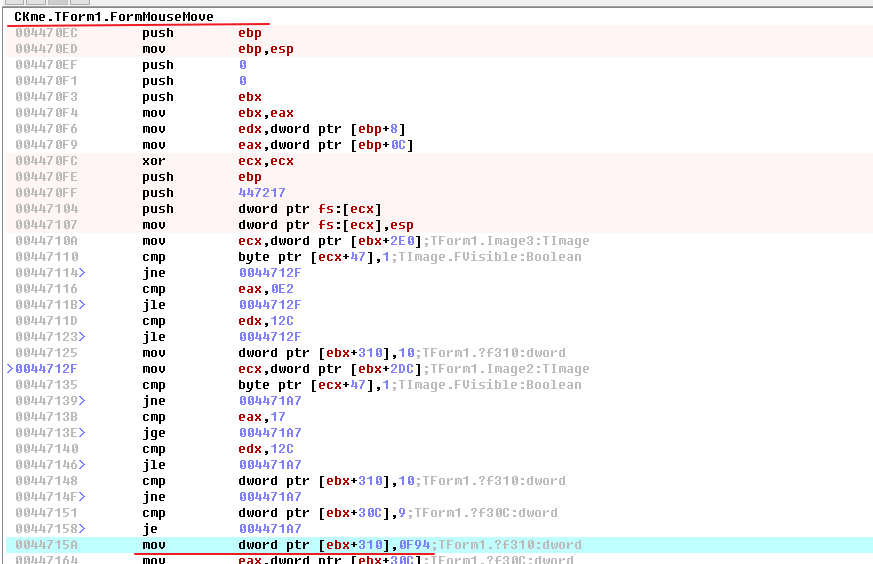 CKme.TForm1.FormMouseMove
004470EC push ebp
004470ED mov ebp,esp
004470EF push 0
004470F1 push 0
004470F3 push ebx
004470F4 mov ebx,eax
004470F6 mov edx,dword ptr [ebp+8]
004470F9 mov eax,dword ptr [ebp+0C]
004470FC xor ecx,ecx
004470FE push ebp
004470FF push 447217
00447104 push dword ptr fs:[ecx]
00447107 mov dword ptr fs:[ecx],esp
0044710A mov ecx,dword ptr [ebx+2E0];TForm1.Image3:TImage
00447110 cmp byte ptr [ecx+47],1;TImage.FVisible:Boolean
00447114> jne 0044712F
00447116 cmp eax,0E2
0044711B> jle 0044712F
0044711D cmp edx,12C
00447123> jle 0044712F
00447125 mov dword ptr [ebx+310],10;TForm1.?f310:dword
>0044712F mov ecx,dword ptr [ebx+2DC];TForm1.Image2:TImage
00447135 cmp byte ptr [ecx+47],1;TImage.FVisible:Boolean
00447139> jne 004471A7
0044713B cmp eax,17
0044713E> jge 004471A7
00447140 cmp edx,12C
00447146> jle 004471A7
00447148 cmp dword ptr [ebx+310],10;TForm1.?f310:dword
0044714F> jne 004471A7
00447151 cmp dword ptr [ebx+30C],9;TForm1.?f30C:dword
00447158> je 004471A7
0044715A mov dword ptr [ebx+310],0F94;TForm1.?f310:dword
00447164 mov eax,dword ptr [ebx+30C];TForm1.?f30C:dword